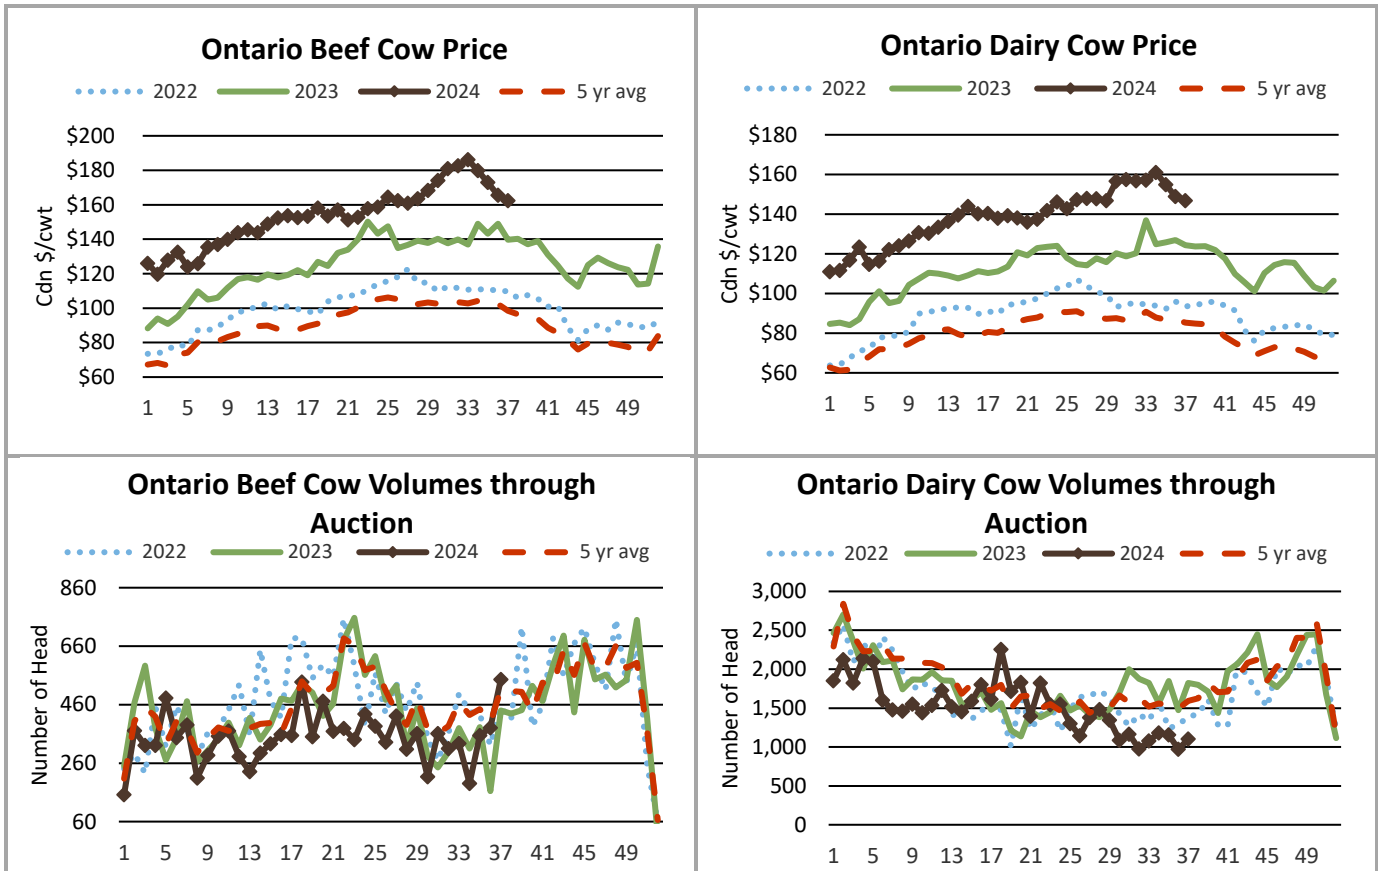 Ontario Beef Cow Price
2022 2023 2024 5 yr avg
Cdn $/cwt
$200
$180
$160
$140
$120
$100
$80
$60
1 5 9 13 17 21 25 29 33 37 41 45 49
Ontario Dairy Cow Price
2022 2023 2024 5 yr avg
Cdn $/cwt
$180
$160
$140
$120
$100
$80
$60
1 5 9 13 17 21 25 29 33 37 41 45 49
Ontario Beef Cow Volumes through
Auction
2022 2023 2024 5 yr avg
Number of Head
860
660
460
260
60
1 5 9 13 17 21 25 29 33 37 41 45 49
Ontario Dairy Cow Volumes through
Auction
2022 2023 2024 5 yr avg
Number of Head
3,000
2,500
2,000
1,500
1,000
500
0
1 5 9 13 17 21 25 29 33 37 41 45 49